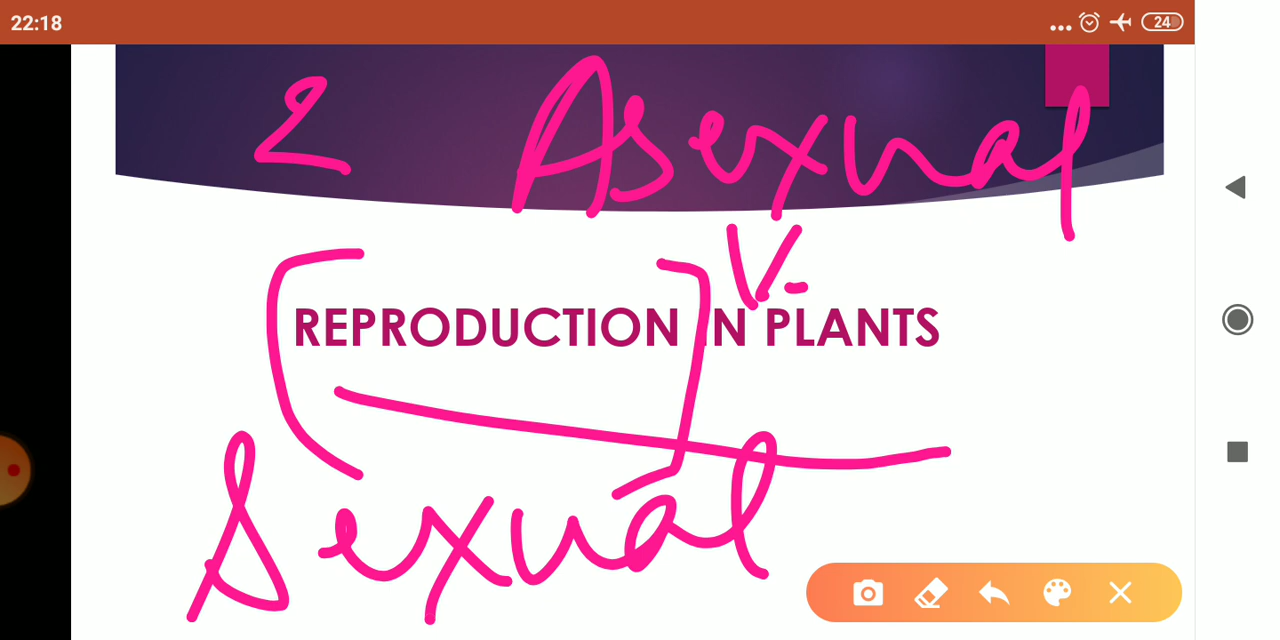 22:18
24
2 Asexual
V.
REPRODUCTION IN PLANTS
Sexual